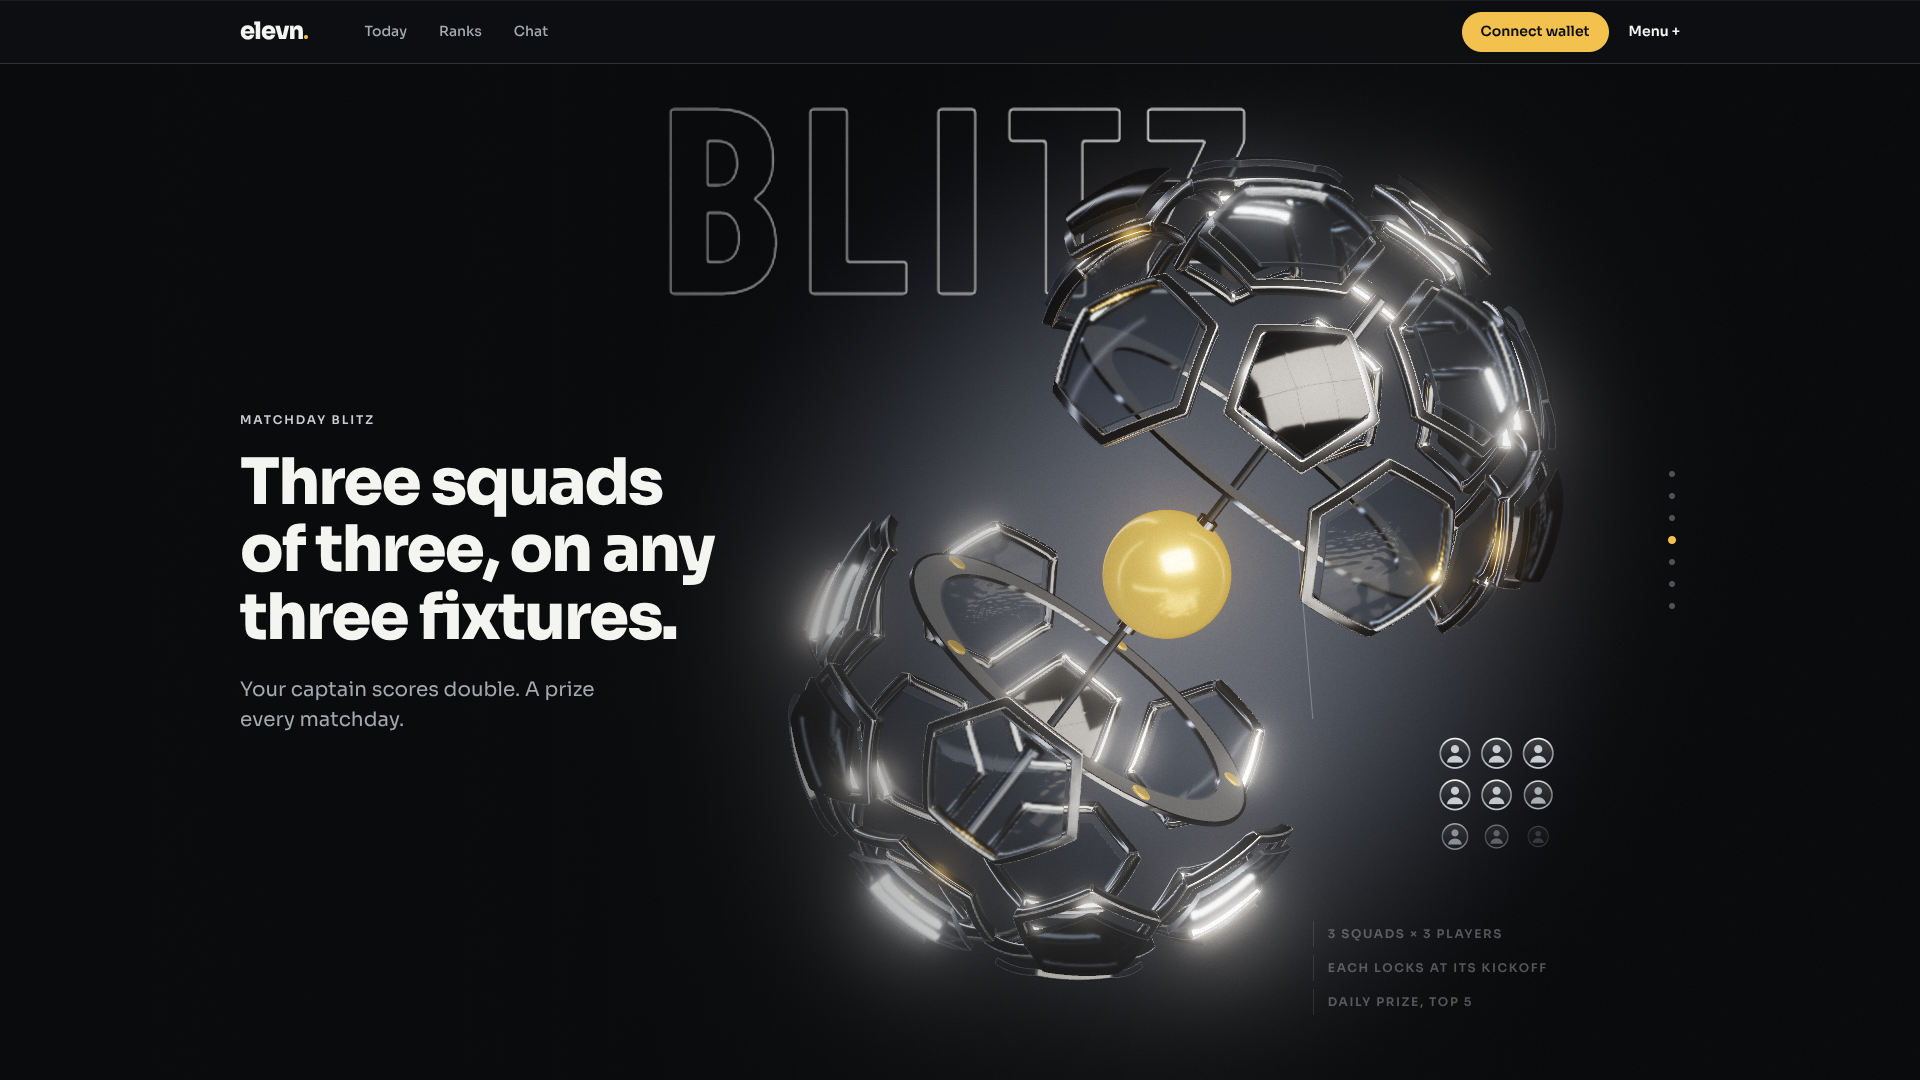 elevn.
Today
Ranks
Chat
Connect wallet
Menu +
BLITZ
MATCHDAY BLITZ
Three squads
of three, on any
three fixtures.
Your captain scores double. A prize
every matchday.
3 SQUADS × 3 PLAYERS
EACH LOCKS AT ITS KICKOFF
DAILY PRIZE, TOP 5